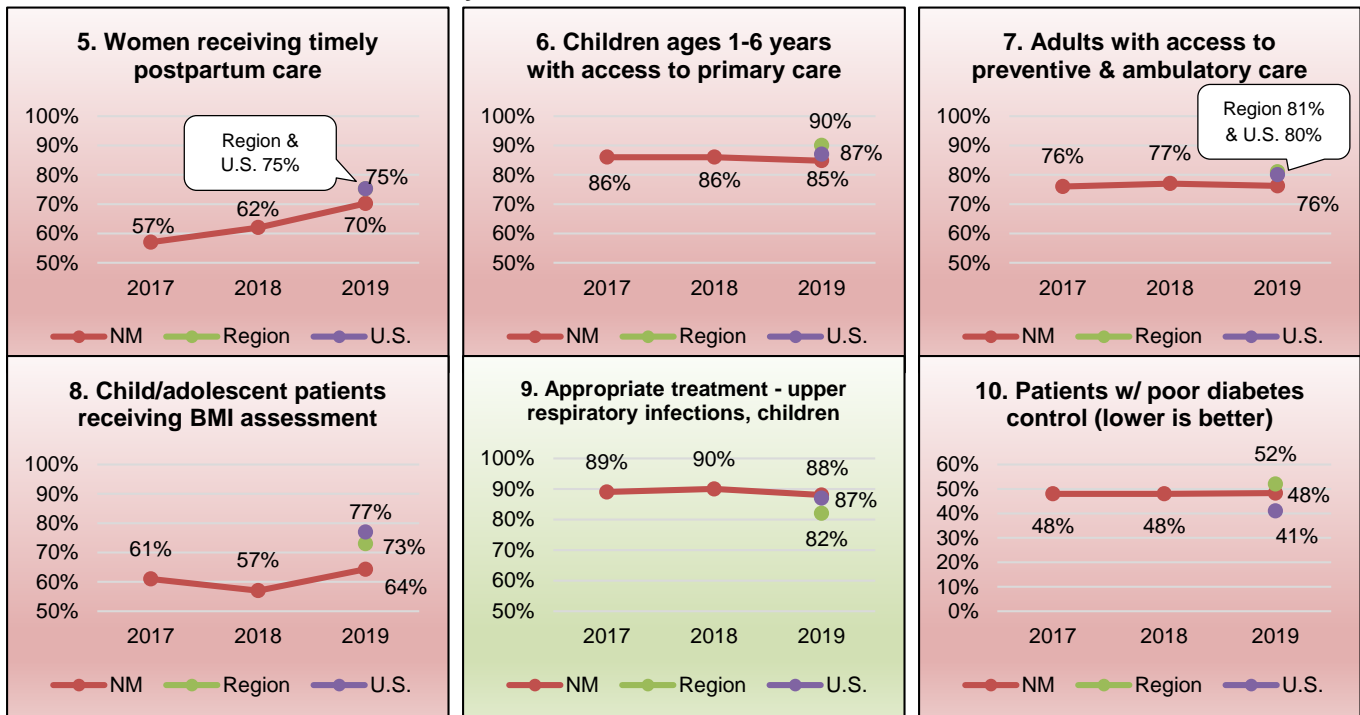 5. Women receiving timely
postpartum care
100%
90%
80%
70%
60%
50%
Region &
U.S. 75%
57%
62%
75%
70%
2017 2018 2019
NM Region U.S.
6. Children ages 1-6 years
with access to primary care
100%
90%
80%
70%
60%
50%
90%
87%
86%
86%
85%
2017 2018 2019
NM Region U.S.
7. Adults with access to
preventive & ambulatory care
100%
90%
80%
70%
60%
50%
Region 81%
& U.S. 80%
76%
77%
76%
2017 2018 2019
NM Region U.S.
8. Child/adolescent patients
receiving BMI assessment
100%
90%
80%
70%
60%
50%
77%
73%
61%
57%
64%
2017 2018 2019
NM Region U.S.
9. Appropriate treatment - upper
respiratory infections, children
100%
90%
80%
70%
60%
50%
89%
90%
88%
87%
82%
2017 2018 2019
NM Region U.S.
10. Patients w/ poor diabetes
control (lower is better)
60%
50%
40%
30%
20%
10%
0%
52%
48%
48%
48%
41%
2017 2018 2019
NM Region U.S.